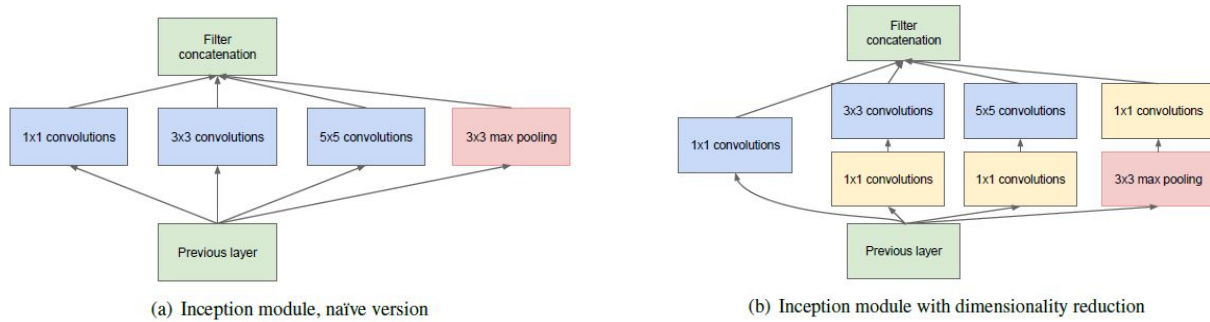 Filter
concatenation
1x1 convolutions
3x3 convolutions
5x5 convolutions
3x3 max pooling
Previous layer
(a) Inception module, naïve version
Filter
concatenation
3x3 convolutions
5x5 convolutions
1x1 convolutions
1x1 convolutions
1x1 convolutions
1x1 convolutions
3x3 max pooling
Previous layer
(b) Inception module with dimensionality reduction